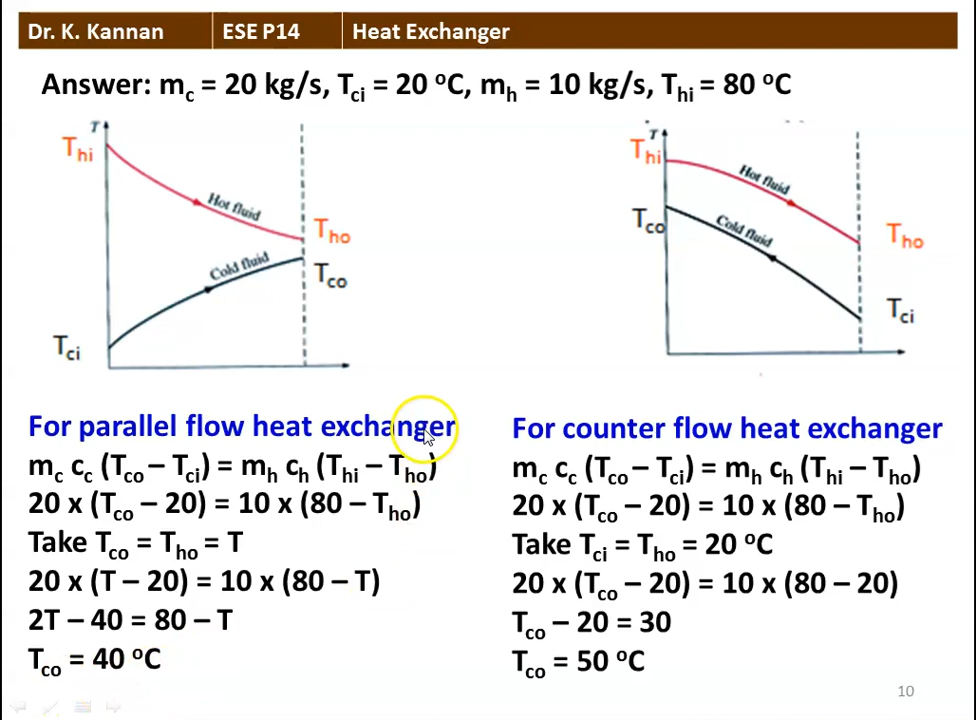 Dr. K. Kannan ESE P14 Heat Exchanger
Answer: mc = 20 kg/s, Tci = 20 ºC, mh = 10 kg/s, Thi = 80 ºC
T
Thi
Hot fluid
Tho
Cold fluid
Tco
Tci
T
Thi
Hot fluid
Tco
Cold fluid
Tho
Tci
For parallel flow heat exchanger
mc cc (Tco – Tci) = mh ch (Thi – Tho)
20 x (Tco – 20) = 10 x (80 – Tho)
Take Tco = Tho = T
20 x (T – 20) = 10 x (80 – T)
2T – 40 = 80 – T
Tco = 40 ºC
For counter flow heat exchanger
mc cc (Tco – Tci) = mh ch (Thi – Tho)
20 x (Tco – 20) = 10 x (80 – Tho)
Take Tci = Tho = 20 ºC
20 x (Tco – 20) = 10 x (80 – 20)
Tco – 20 = 30
Tco = 50 ºC
10